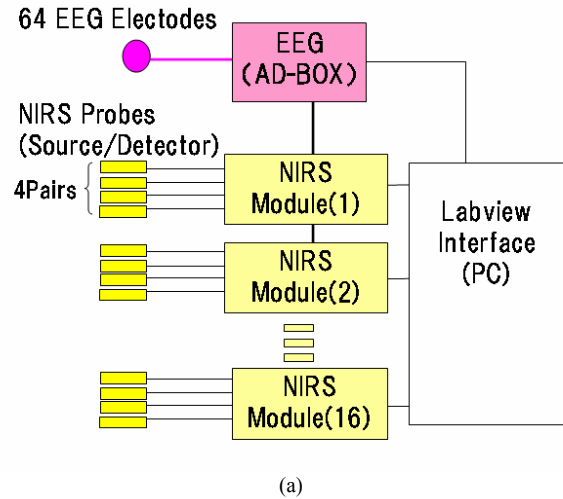 64 EEG Electodes
EEG
(AD-BOX)
NIRS Probes
(Source/Detector)
4Pairs
NIRS
Module(1)
NIRS
Module(2)
NIRS
Module(16)
Labview
Interface
(PC)
(a)